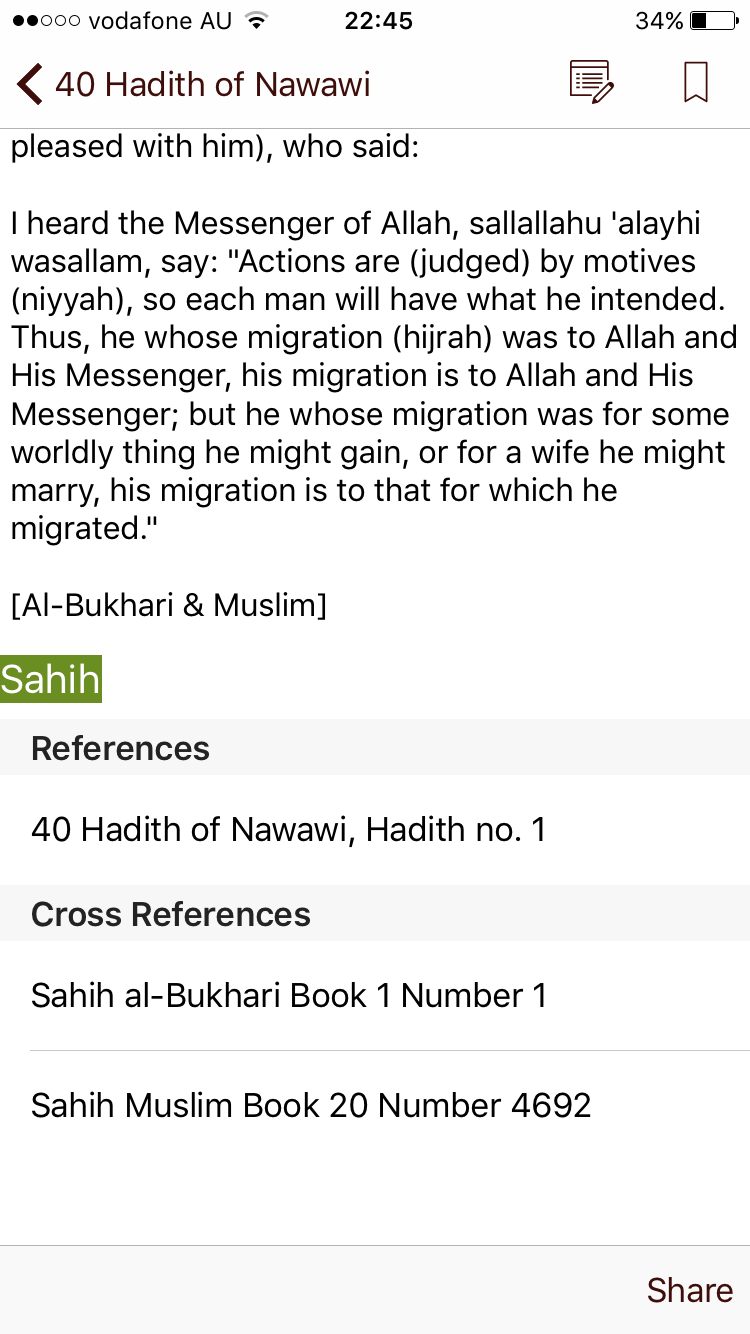 vodafone AU 22:45 34%
40 Hadith of Nawawi
pleased with him), who said:
I heard the Messenger of Allah, sallallahu 'alayhi
wasallam, say: "Actions are (judged) by motives
(niyyah), so each man will have what he intended.
Thus, he whose migration (hijrah) was to Allah and
His Messenger, his migration is to Allah and His
Messenger; but he whose migration was for some
worldly thing he might gain, or for a wife he might
marry, his migration is to that for which he
migrated."
[Al-Bukhari & Muslim]
Sahih
References
40 Hadith of Nawawi, Hadith no. 1
Cross References
Sahih al-Bukhari Book 1 Number 1
Sahih Muslim Book 20 Number 4692
Share